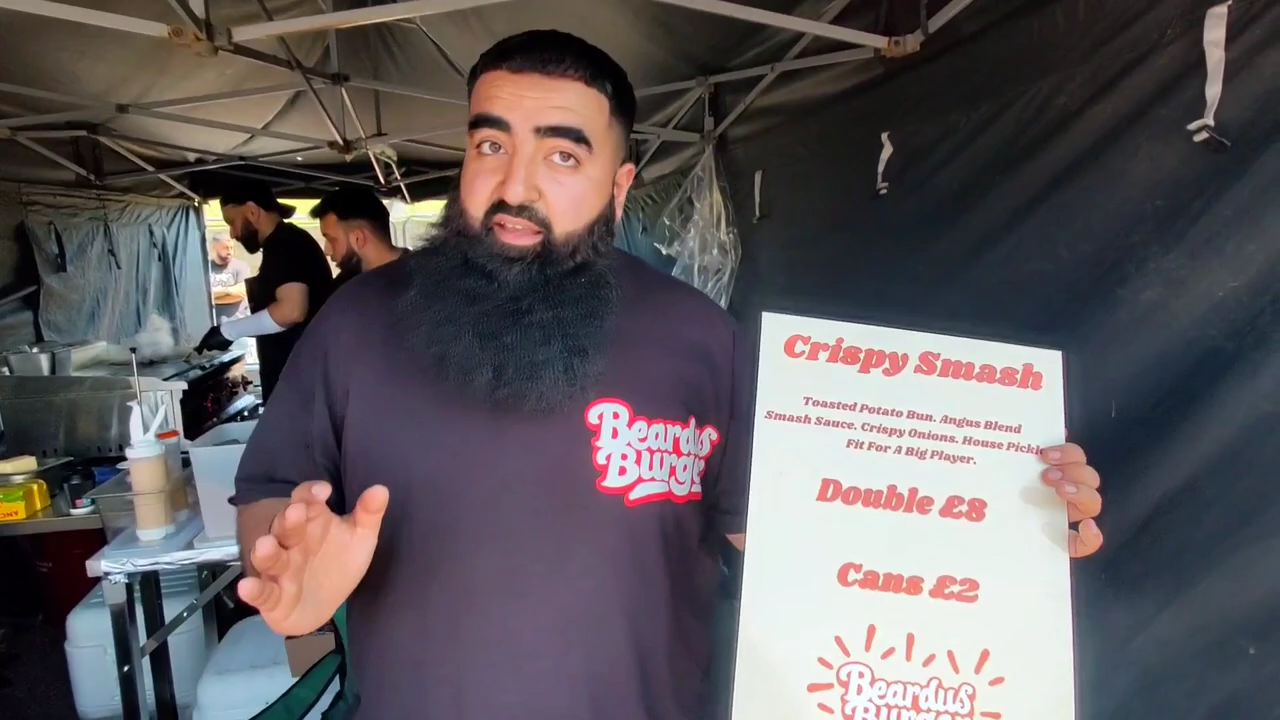 Beardus
Burge
Crispy Smash
Toasted Potato Bun. Angus Blend
Smash Sauce. Crispy Onions. House Pickle
Fit For A Big Player.
Double £8
Cans £2
Beardus
Burger